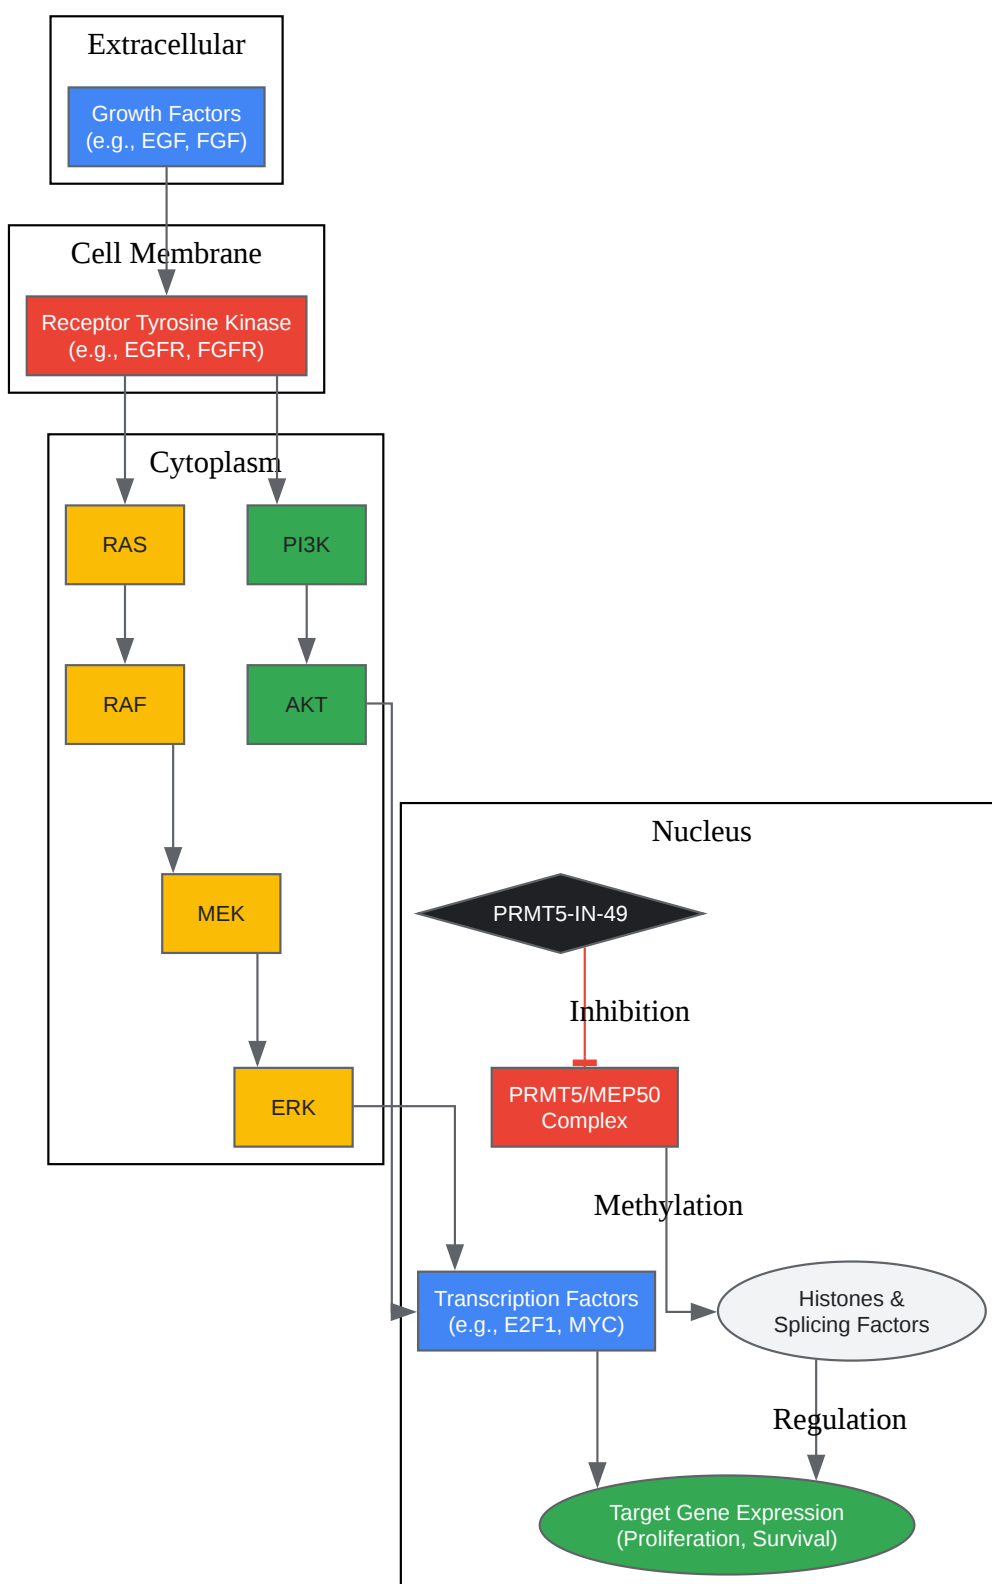 Extracellular
Growth Factors
(e.g., EGF, FGF)
Cell Membrane
Receptor Tyrosine Kinase
(e.g., EGFR, FGFR)
Cytoplasm
RAS
PI3K
RAF
AKT
Nucleus
MEK
PRMT5-IN-49
Inhibition
ERK
PRMT5/MEP50
Complex
Methylation
Transcription Factors
(e.g., E2F1, MYC)
Histones &
Splicing Factors
Regulation
Target Gene Expression
(Proliferation, Survival)